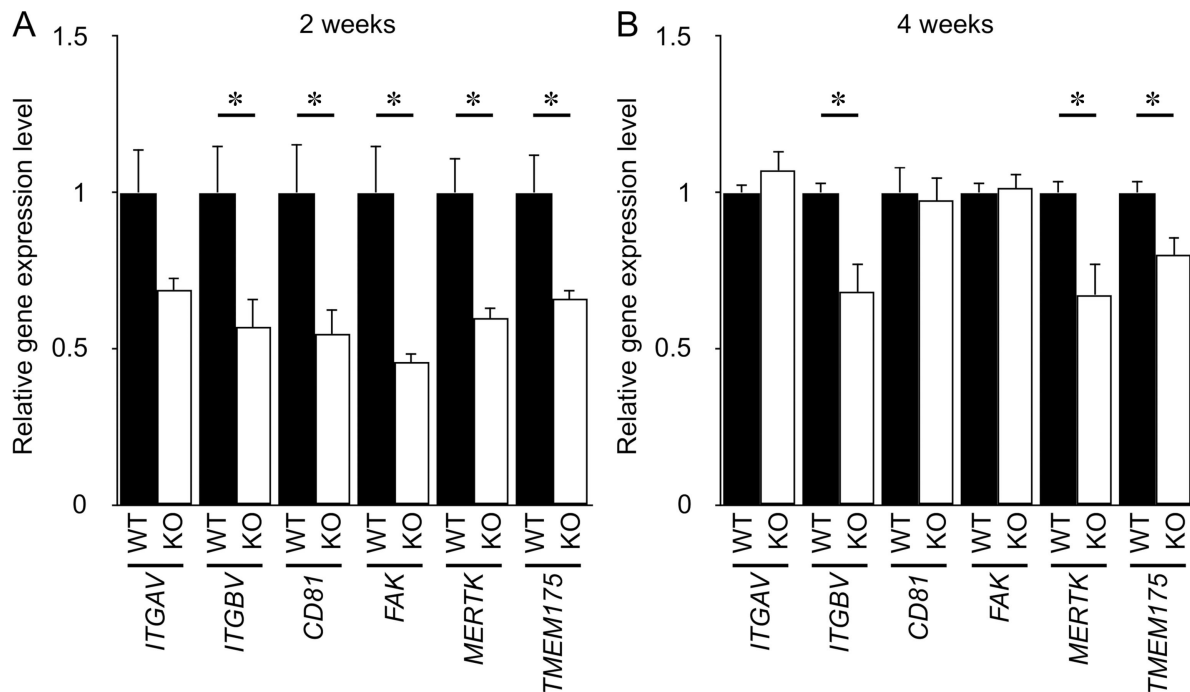 A
2 weeks
Relative gene expression level
1.5
1
0.5
0
* * * * *
WT KO WT KO WT KO WT KO WT KO WT KO
ITGAV ITGBV CD81 FAK MERTK TMEM175
B
4 weeks
Relative gene expression level
1.5
1
0.5
0
* * *
WT KO WT KO WT KO WT KO WT KO WT KO
ITGAV ITGBV CD81 FAK MERTK TMEM175